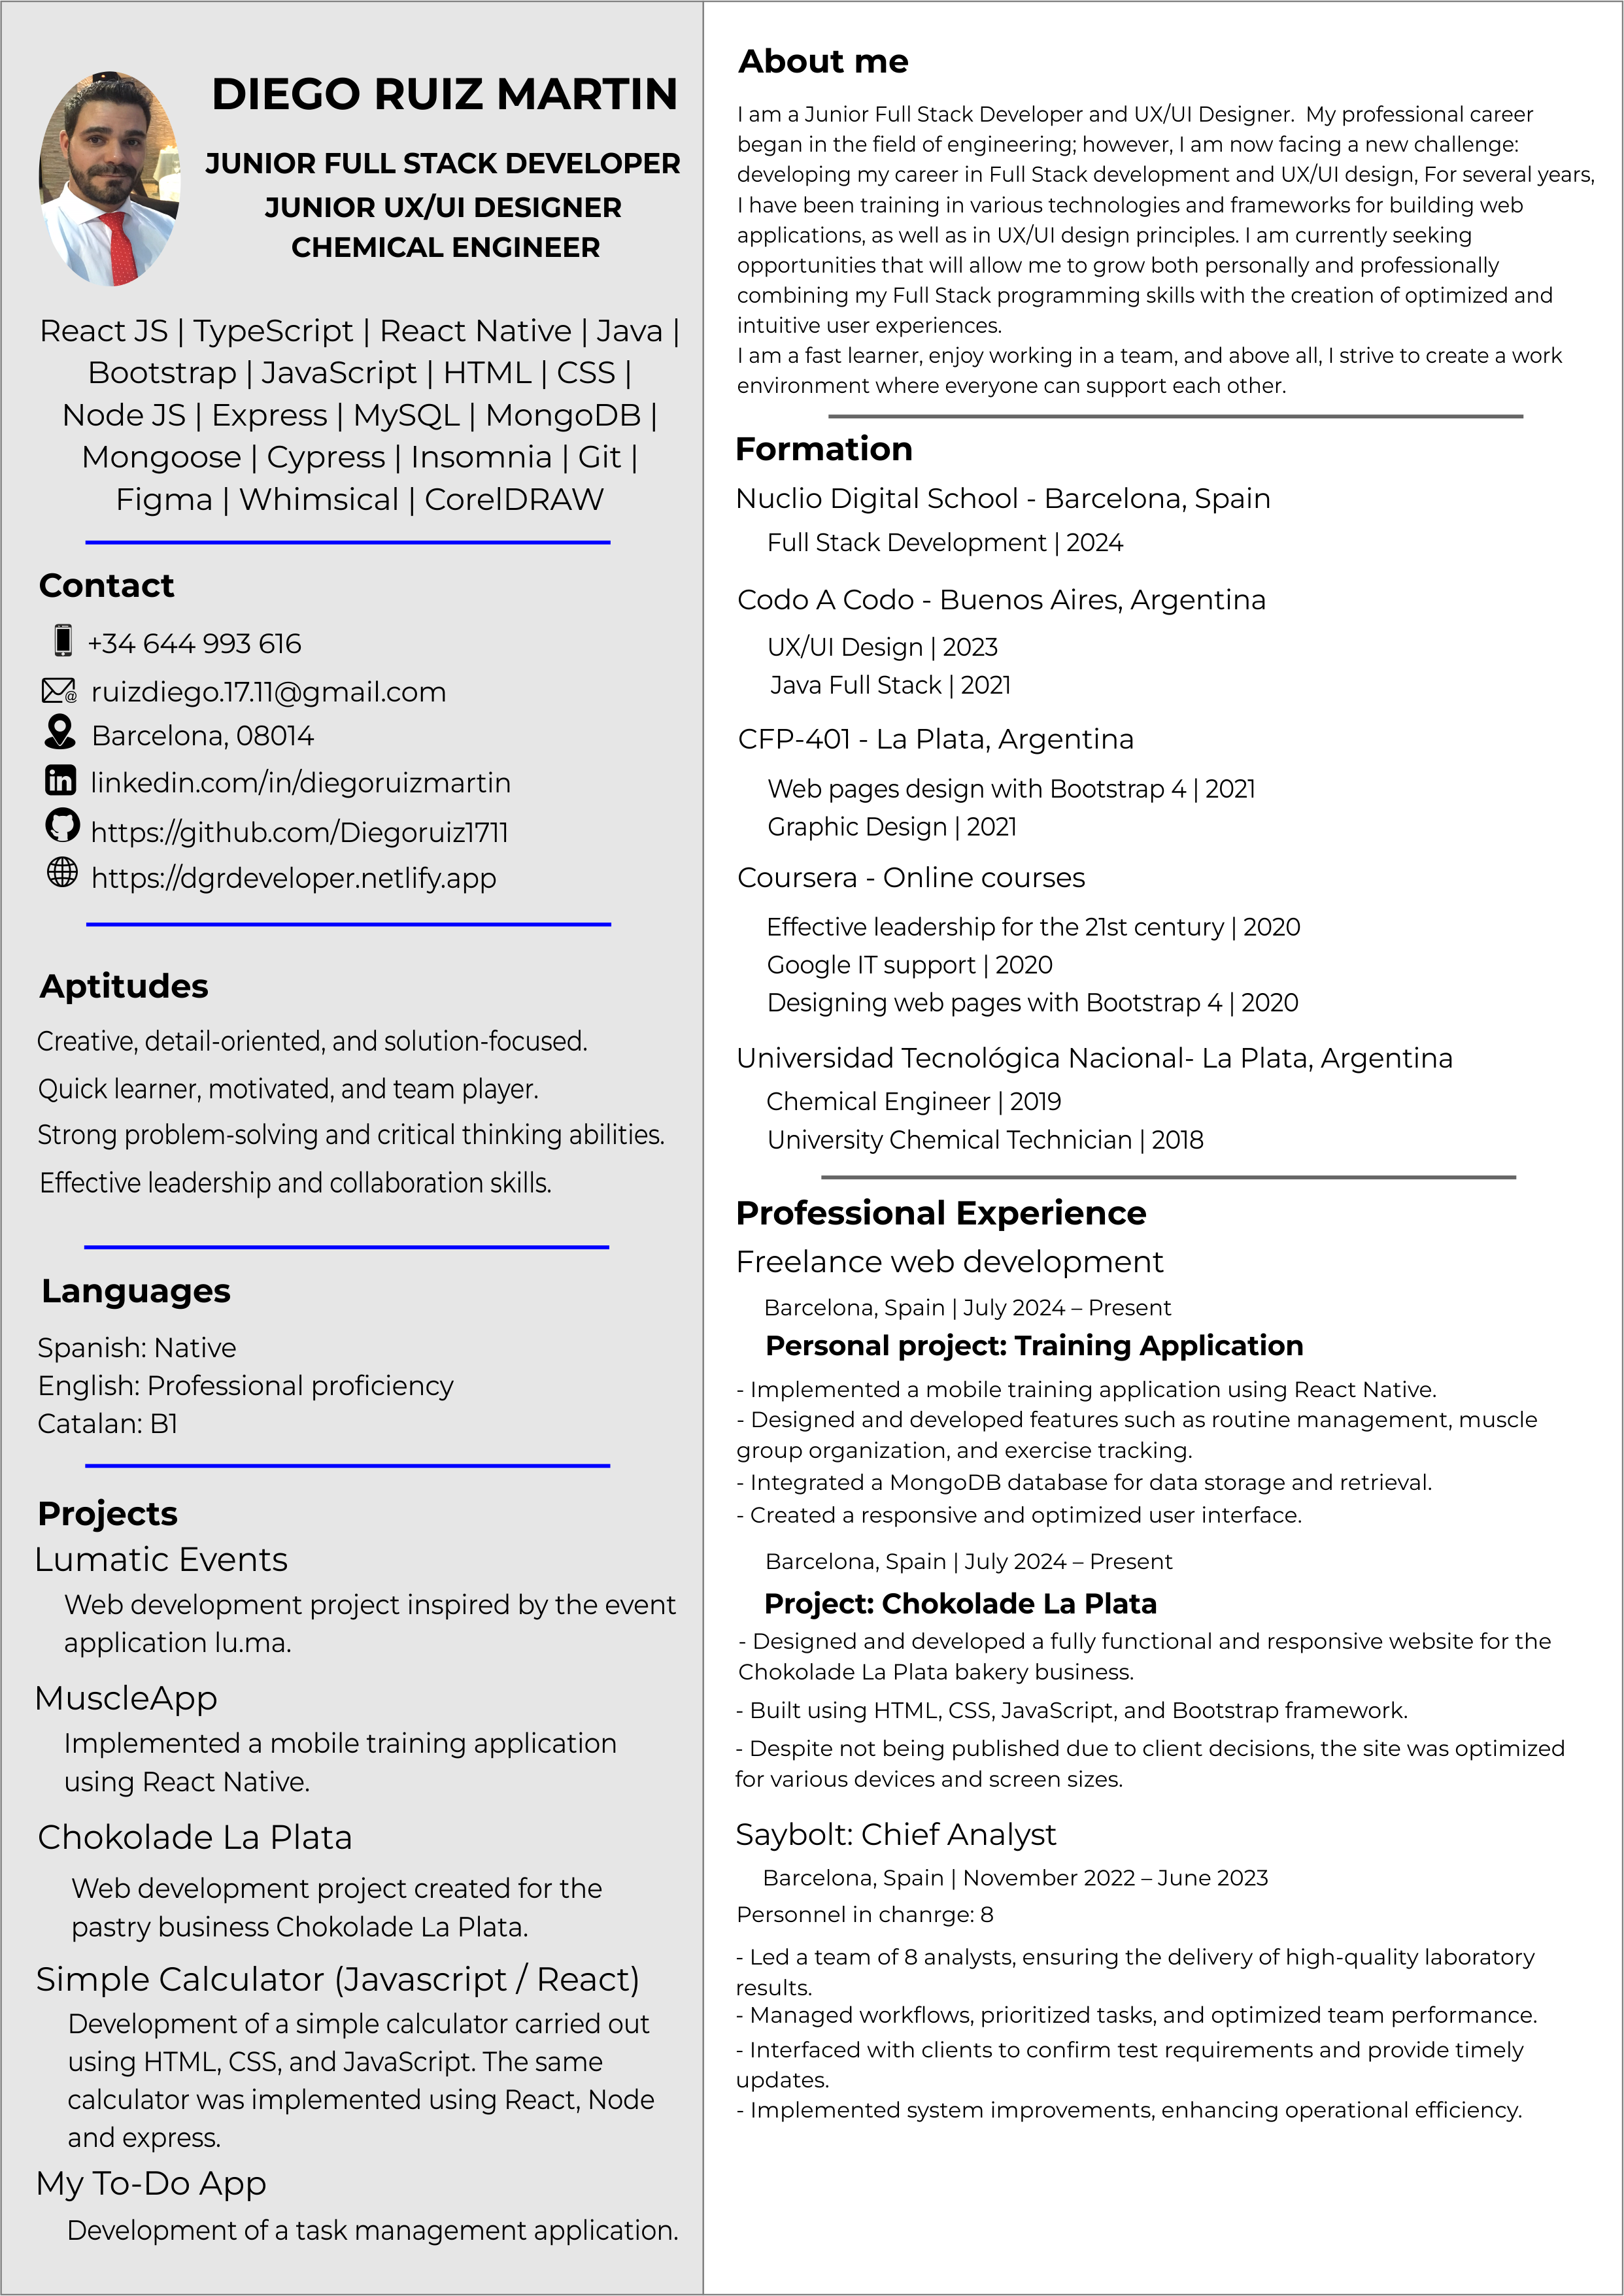 DIEGO RUIZ MARTIN
JUNIOR FULL STACK DEVELOPER
JUNIOR UX/UI DESIGNER
CHEMICAL ENGINEER
React JS | TypeScript | React Native | Java |
Bootstrap | JavaScript | HTML | CSS |
Node JS | Express | MySQL | MongoDB |
Mongoose | Cypress | Insomnia | Git |
Figma | Whimsical | CorelDRAW
Contact
+34 644 993 616
ruizdiego.17.11@gmail.com
Barcelona, 08014
linkedin.com/in/diegoruizmartin
https://github.com/Diegoruiz1711
https://dgrdeveloper.netlify.app
Aptitudes
Creative, detail-oriented, and solution-focused.
Quick learner, motivated, and team player.
Strong problem-solving and critical thinking abilities.
Effective leadership and collaboration skills.
Languages
Spanish: Native
English: Professional proficiency
Catalan: B1
Projects
Lumatic Events
Web development project inspired by the event
application lu.ma.
MuscleApp
Implemented a mobile training application
using React Native.
Chokolade La Plata
Web development project created for the
pastry business Chokolade La Plata.
Simple Calculator (Javascript / React)
Development of a simple calculator carried out
using HTML, CSS, and JavaScript. The same
calculator was implemented using React, Node
and express.
My To-Do App
Development of a task management application.
About me
I am a Junior Full Stack Developer and UX/UI Designer.  My professional career
began in the field of engineering; however, I am now facing a new challenge:
developing my career in Full Stack development and UX/UI design, For several years,
I have been training in various technologies and frameworks for building web
applications, as well as in UX/UI design principles. I am currently seeking
opportunities that will allow me to grow both personally and professionally
combining my Full Stack programming skills with the creation of optimized and
intuitive user experiences.
I am a fast learner, enjoy working in a team, and above all, I strive to create a work
environment where everyone can support each other.
Formation
Nuclio Digital School - Barcelona, Spain
Full Stack Development | 2024
Codo A Codo - Buenos Aires, Argentina
UX/UI Design | 2023
Java Full Stack | 2021
CFP-401 - La Plata, Argentina
Web pages design with Bootstrap 4 | 2021
Graphic Design | 2021
Coursera - Online courses
Effective leadership for the 21st century | 2020
Google IT support | 2020
Designing web pages with Bootstrap 4 | 2020
Universidad Tecnológica Nacional- La Plata, Argentina
Chemical Engineer | 2019
University Chemical Technician | 2018
Professional Experience
Freelance web development
Barcelona, Spain | July 2024 – Present
Personal project: Training Application
- Implemented a mobile training application using React Native.
- Designed and developed features such as routine management, muscle
group organization, and exercise tracking.
- Integrated a MongoDB database for data storage and retrieval.
- Created a responsive and optimized user interface.
Barcelona, Spain | July 2024 – Present
Project: Chokolade La Plata
- Designed and developed a fully functional and responsive website for the
Chokolade La Plata bakery business.
- Built using HTML, CSS, JavaScript, and Bootstrap framework.
- Despite not being published due to client decisions, the site was optimized
for various devices and screen sizes.
Saybolt: Chief Analyst
Barcelona, Spain | November 2022 – June 2023
Personnel in chanrge: 8
- Led a team of 8 analysts, ensuring the delivery of high-quality laboratory
results.
- Managed workflows, prioritized tasks, and optimized team performance.
- Interfaced with clients to confirm test requirements and provide timely
updates.
- Implemented system improvements, enhancing operational efficiency.